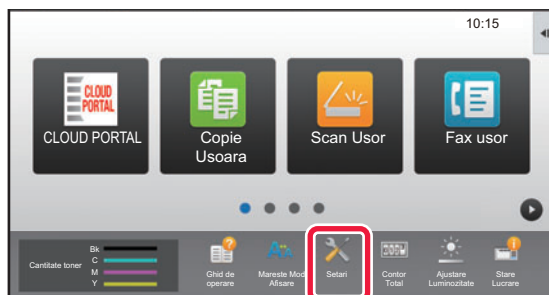 10:15
CLOUD
PORTAL
CLOUD PORTAL
Copie
Usoara
Scan Usor
Fax usor
Cantitate toner
Bk
C
M
Y
Ghid de
operare
Mareste Mod
Afisare
Setari
Contor
Total
Ajustare
Luminozitate
Stare
Lucrare